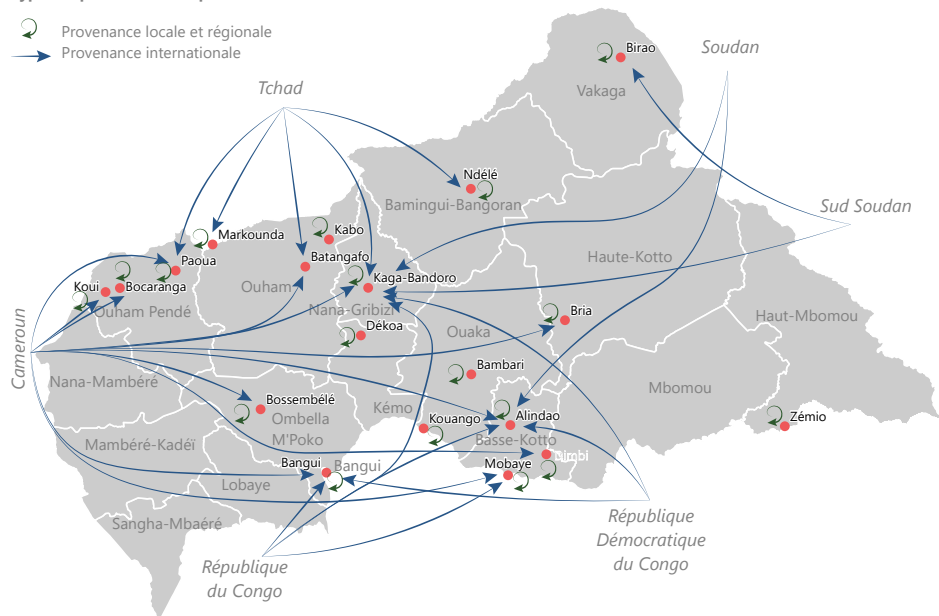 Provenance locale et régionale
Provenance internationale
Birao
Soudan
Vakaga
Tchad
Ndélé
Bamingui-Bangoran
Sud Soudan
Kabo
Markounda
Paoua
Batangafo
Haute-Kotto
Kaga-Bandoro
Koui
Bocaranga
Ouham
Ouham Pendé
Nana-Gribizi
Bria
Haut-Mbomou
Dékoa
Ouaka
Cameroun
Bambari
Nana-Mambéré
Mbomou
Bossembélé
Kémo
Ombella
M'Poko
Kouango
Alindao
Zémio
Mambéré-Kadéï
Basse-Kotto
Bangui
Bangui
Mobaye
Lobaye
République
Démocratique
du Congo
Sangha-Mbaéré
République
du Congo